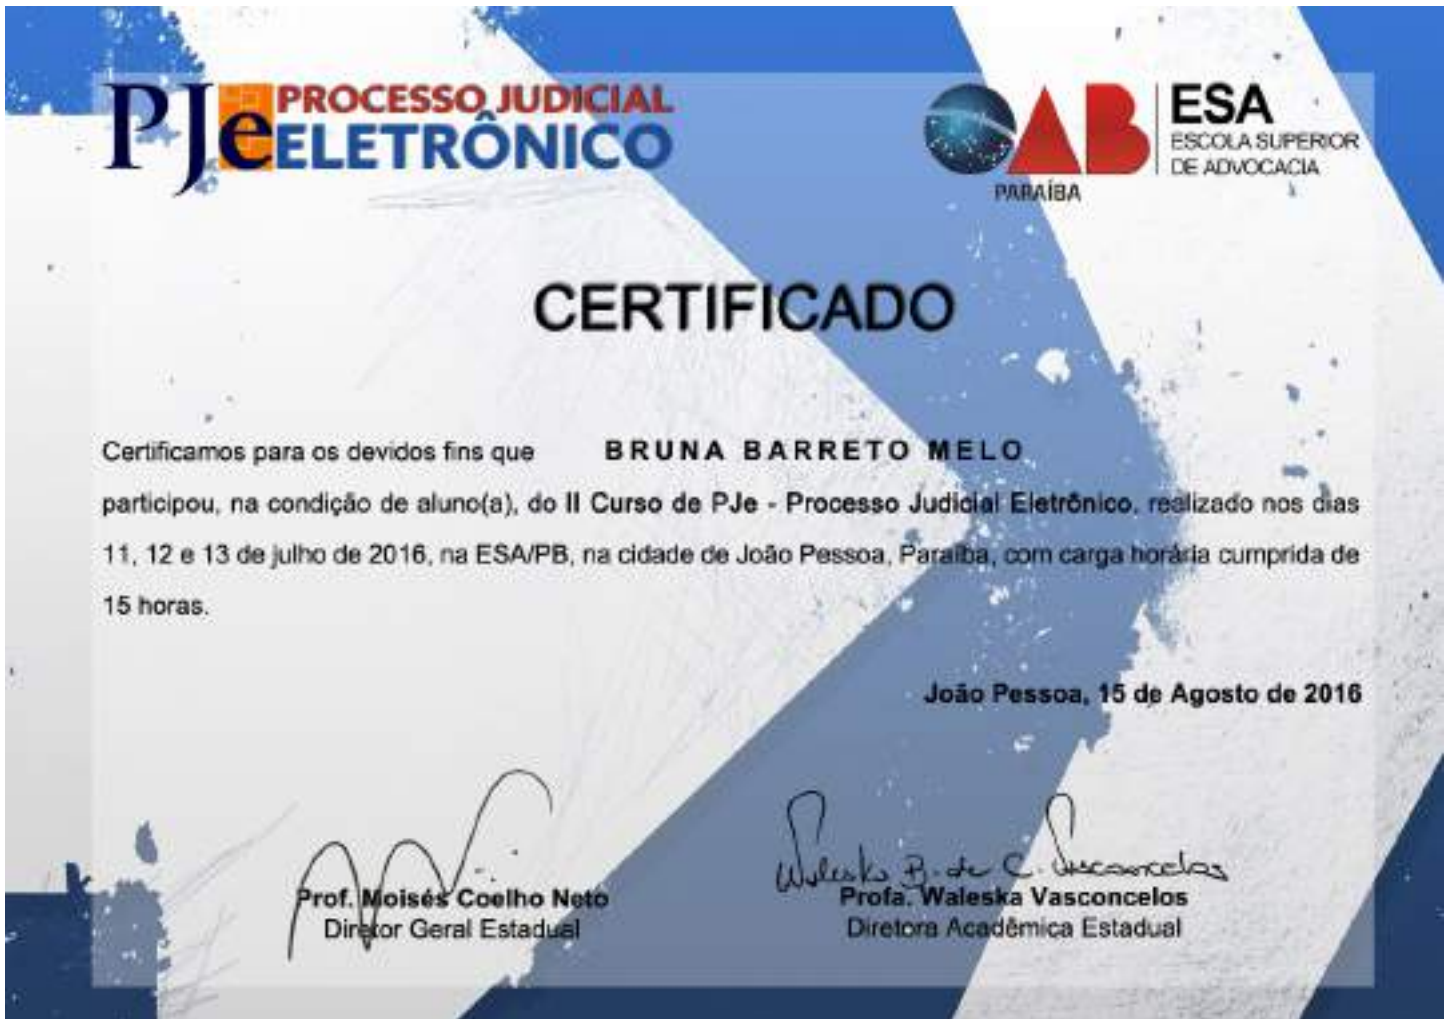 PJe PROCESSO JUDICIAL
ELETRÔNICO
OAB
PARAÍBA
ESA
ESCOLA SUPERIOR
DE ADVOCACIA
CERTIFICADO
Certificamos para os devidos fins que BRUNA BARRETO MELO
participou, na condição de aluno(a), do II Curso de PJe - Processo Judicial Eletrônico, realizado nos dias
11, 12 e 13 de julho de 2016, na ESA/PB, na cidade de João Pessoa, Paraíba, com carga horária cumprida de
15 horas.
João Pessoa, 15 de Agosto de 2016
Waleska B. de C. Vasconcelos
Prof. Moisés Coelho Neto
Diretor Geral Estadual
Profa. Waleska Vasconcelos
Diretora Acadêmica Estadual